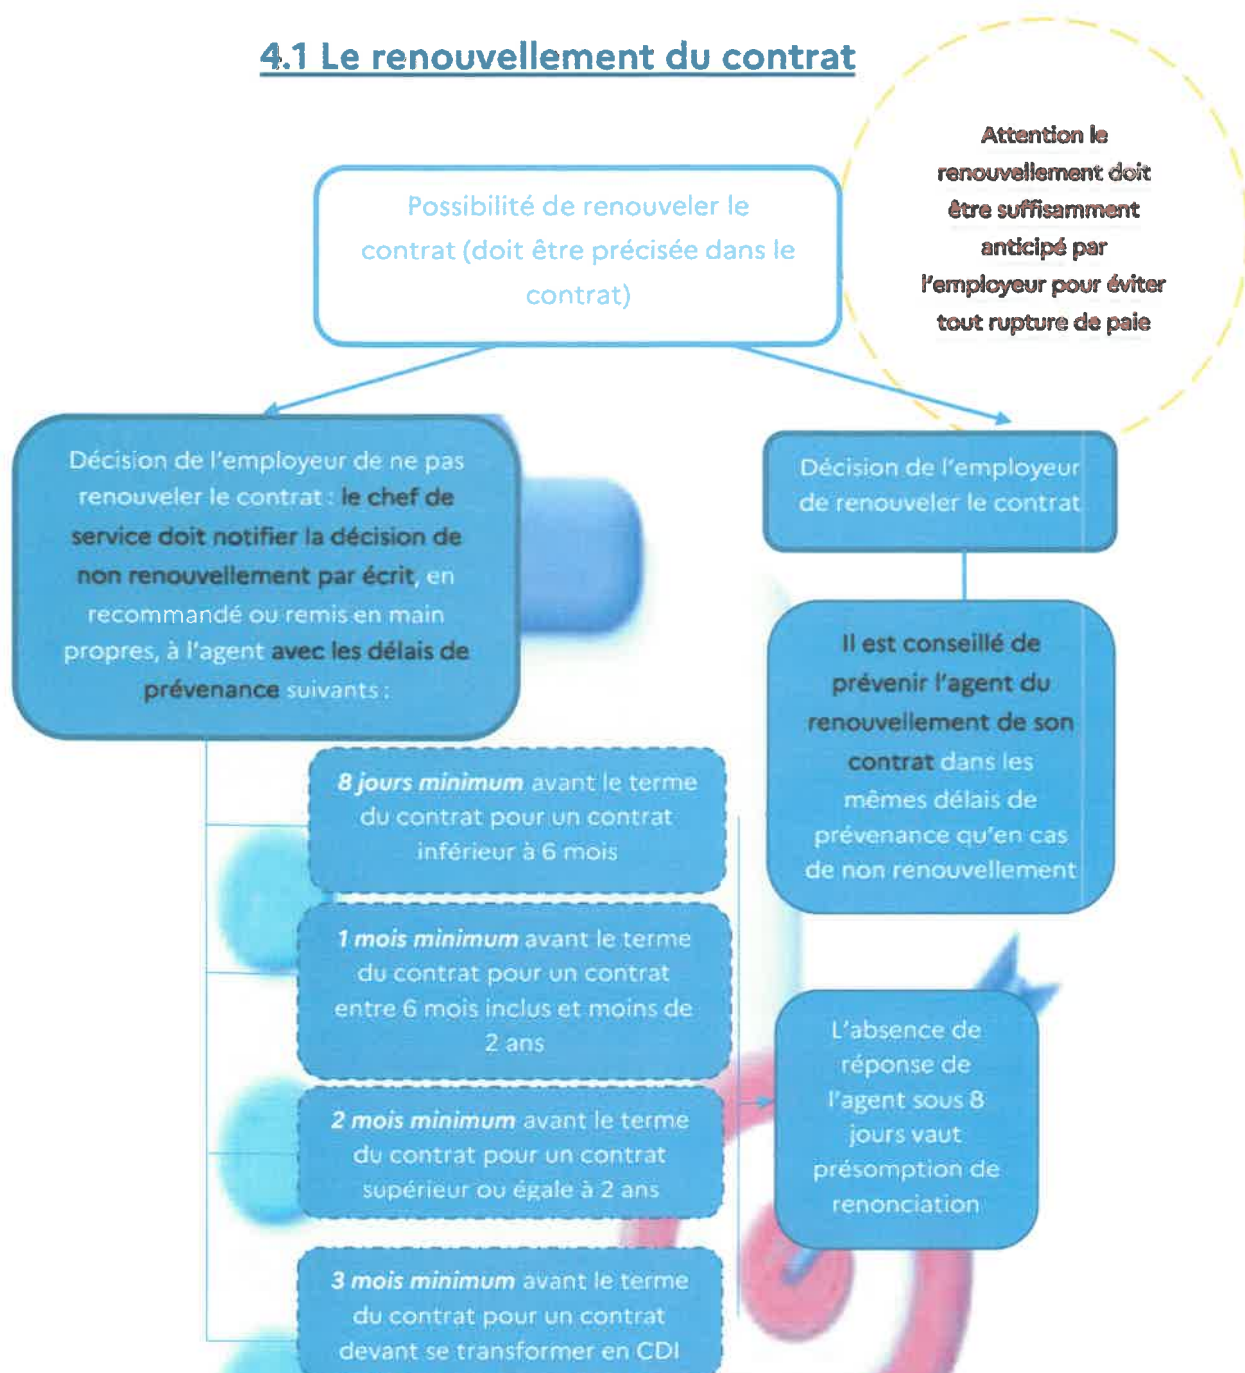 4.1 Le renouvellement du contrat
Attention le
renouvellement doit
être suffisamment
anticipé par
l'employeur pour éviter
tout rupture de paie
Possibilité de renouveler le
contrat (doit être précisée dans le
contrat)
Décision de l'employeur de ne pas
renouveler le contrat : le chef de
service doit notifier la décision de
non renouvellement par écrit, en
recommandé ou remis en main
propres, à l'agent avec les délais de
prévenance suivants :
Décision de l'employeur
de renouveler le contrat
Il est conseillé de
prévenir l'agent du
renouvellement de son
contrat dans les
mêmes délais de
prévenance qu'en cas
de non renouvellement
8 jours minimum avant le terme
du contrat pour un contrat
inférieur à 6 mois
1 mois minimum avant le terme
du contrat pour un contrat
entre 6 mois inclus et moins de
2 ans
2 mois minimum avant le terme
du contrat pour un contrat
supérieur ou égale à 2 ans
3 mois minimum avant le terme
du contrat pour un contrat
devant se transformer en CDI
L'absence de
réponse de
l'agent sous 8
jours vaut
présomption de
renonciation